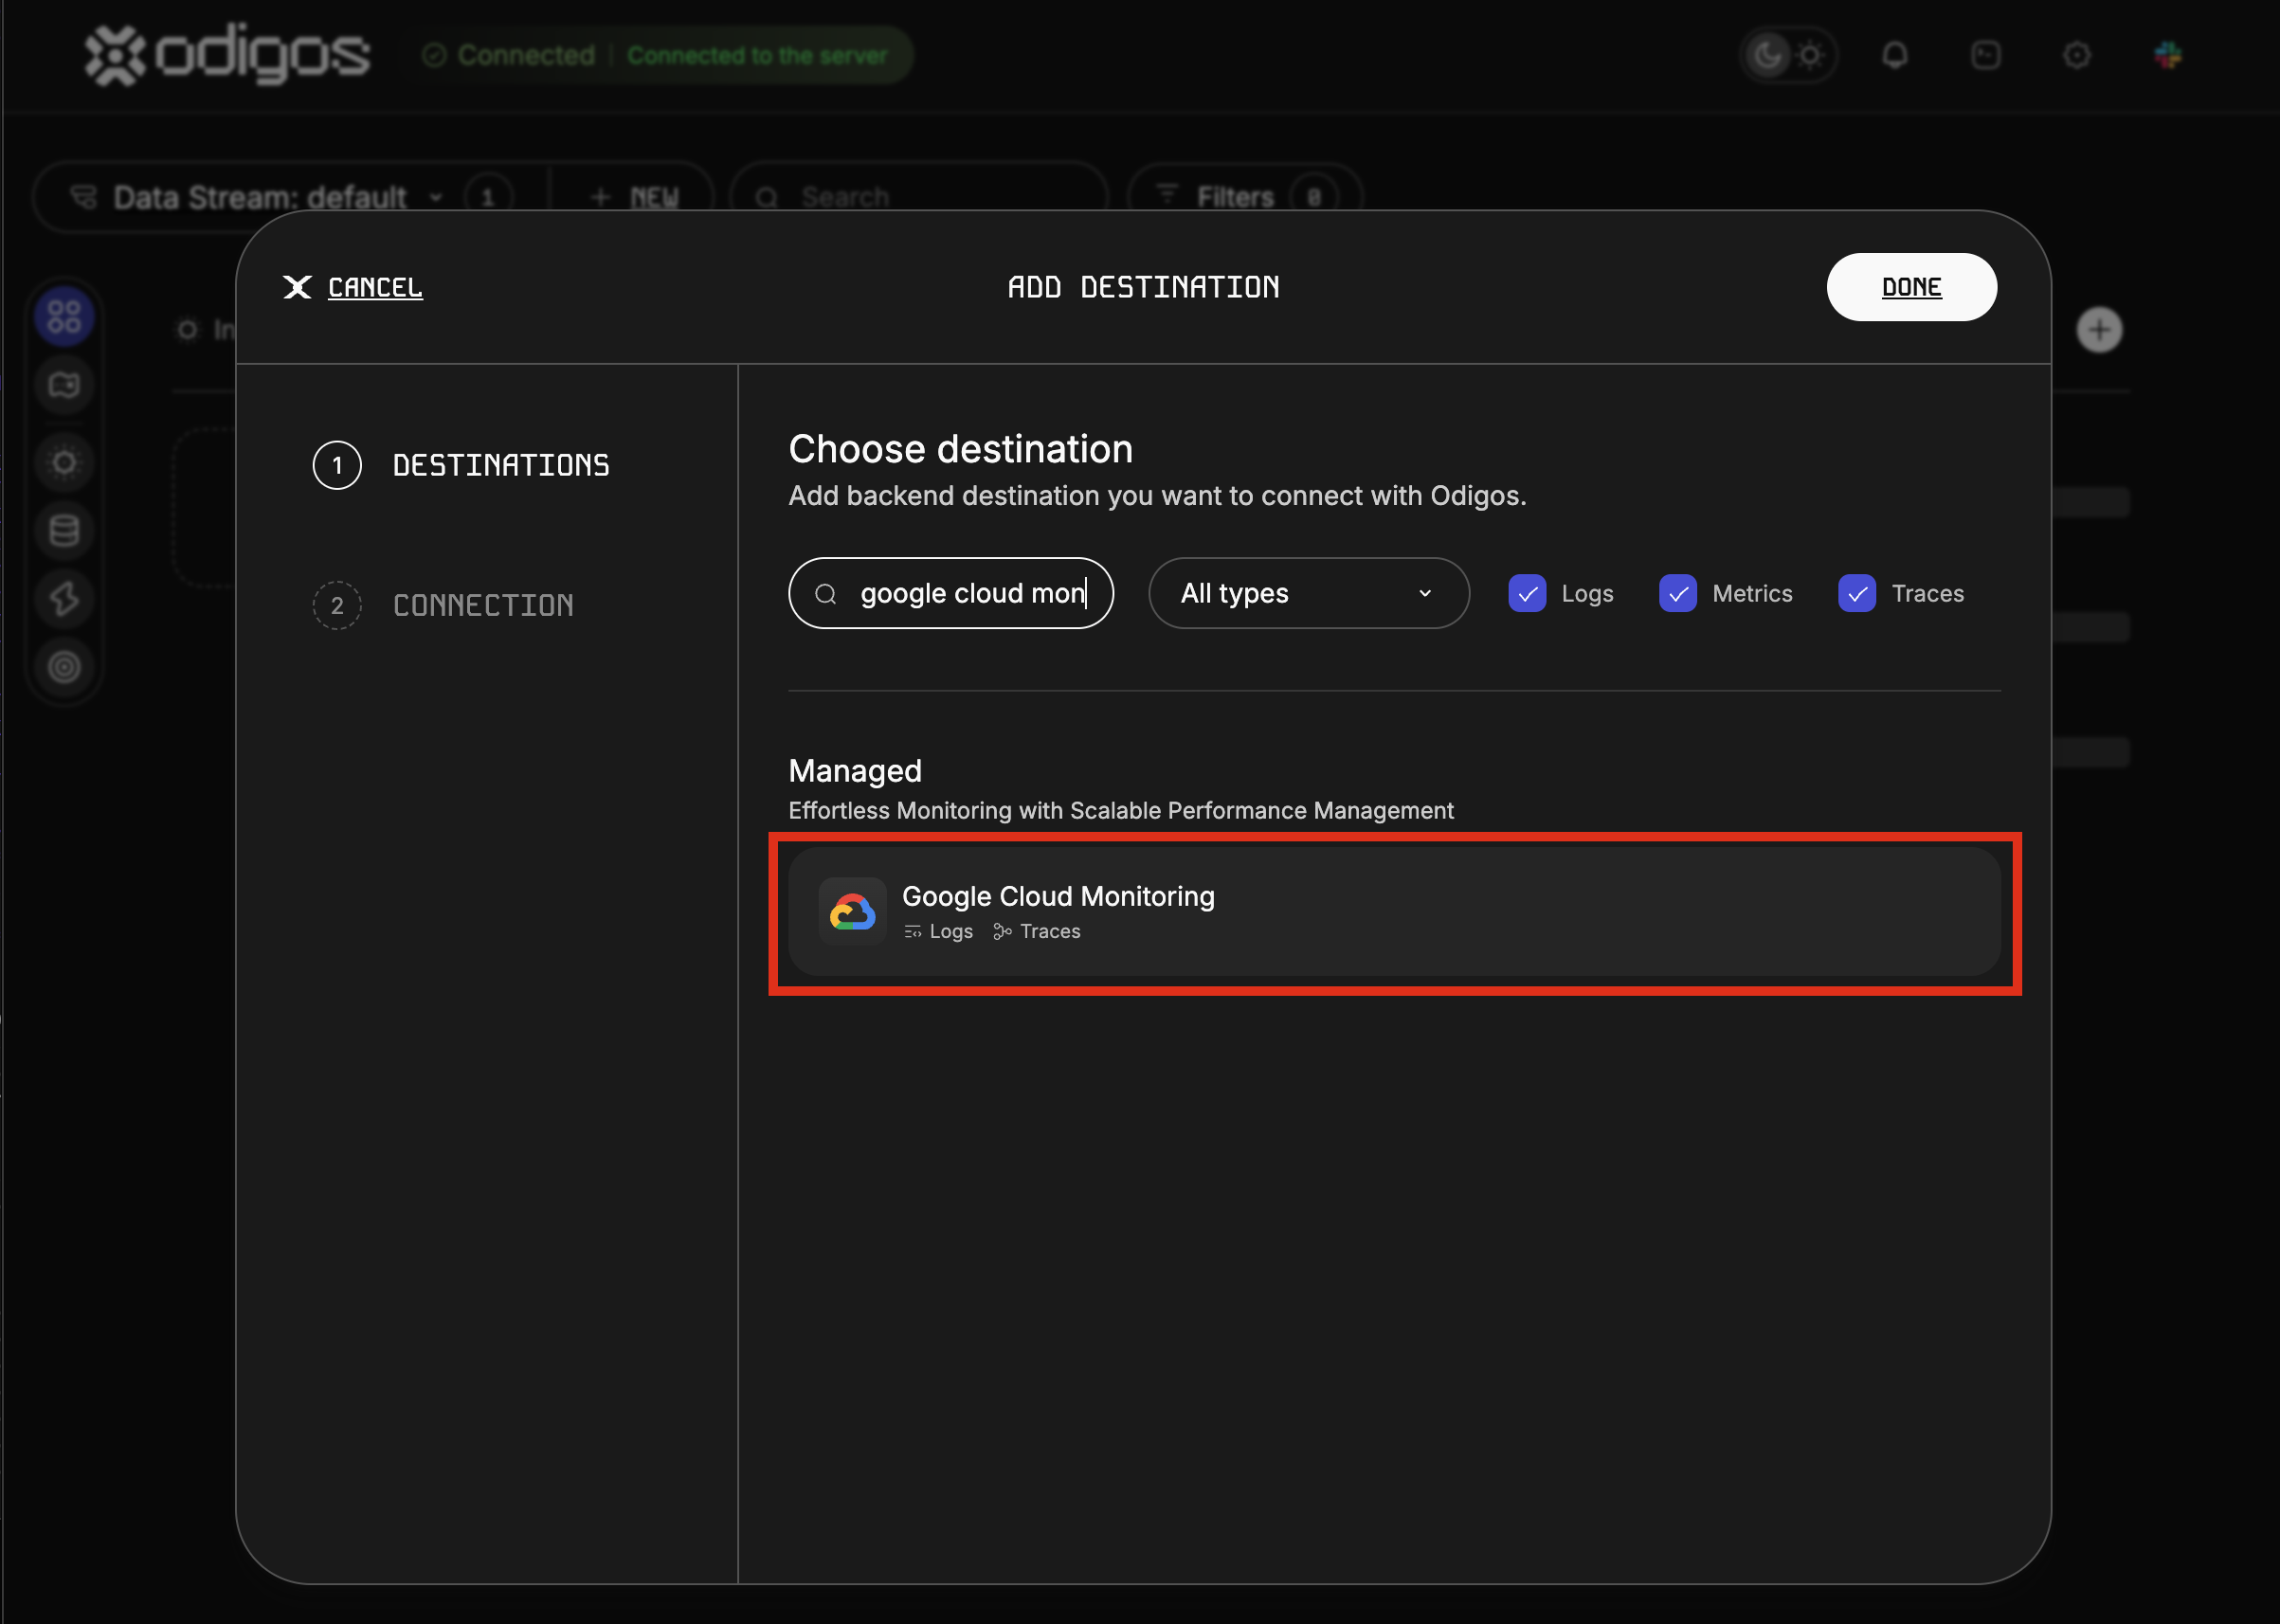 odigos
Connected | Connected to the server
Data Stream: default 1 + NEW Search Filters 0
CANCEL ADD DESTINATION DONE
1 DESTINATIONS
2 CONNECTION
Choose destination
Add backend destination you want to connect with Odigos.
google cloud mon All types Logs Metrics Traces
Managed
Effortless Monitoring with Scalable Performance Management
Google Cloud Monitoring
Logs Traces